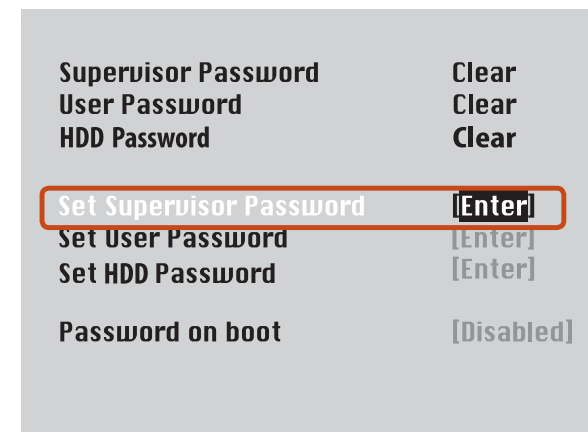 Supervisor Password Clear
User Password Clear
HDD Password Clear
Set Supervisor Password [Enter]
Set User Password [Enter]
Set HDD Password [Enter]
Password on boot [Disabled]